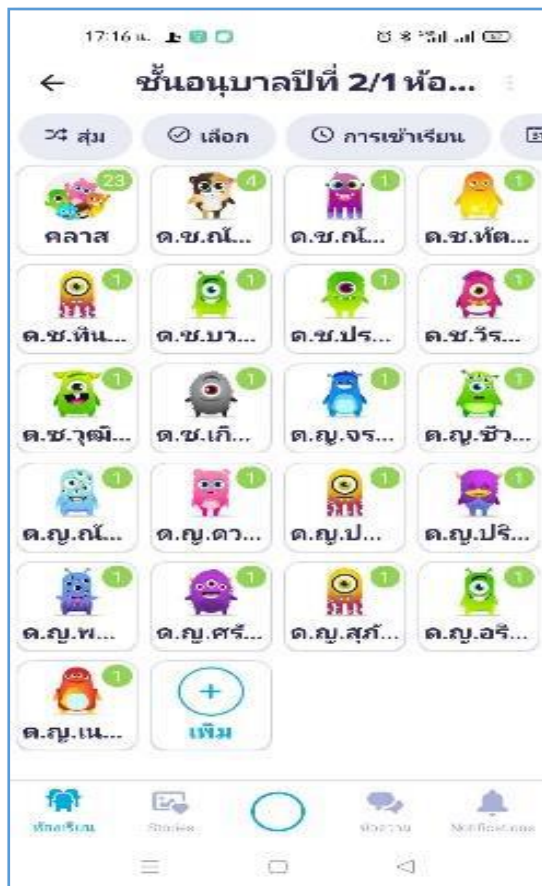 17:16 น.
ชั้นอนุบาลปีที่ 2/1 ห้อ...
สุ่ม เลือก การเข้าเรียน
23 4 1 1
คลาส ด.ช.ณั... ด.ช.ณั... ด.ช.ทัต...
1 1 1 1
ด.ช.ทิน... ด.ช.บว... ด.ช.ปร... ด.ช.วีร...
1 1 1 1
ด.ช.วุฒิ... ด.ช.เกี... ด.ญ.จร... ด.ญ.ชีว...
1 1 1 1
ด.ญ.ณั... ด.ญ.ดว... ด.ญ.ป... ด.ญ.ปริ...
1 1 1 1
ด.ญ.พ... ด.ญ.ศรั... ด.ญ.สุภั... ด.ญ.อริ...
1
ด.ญ.เน... เพิ่ม
ห้องเรียน Stories ข้อความ Notifications